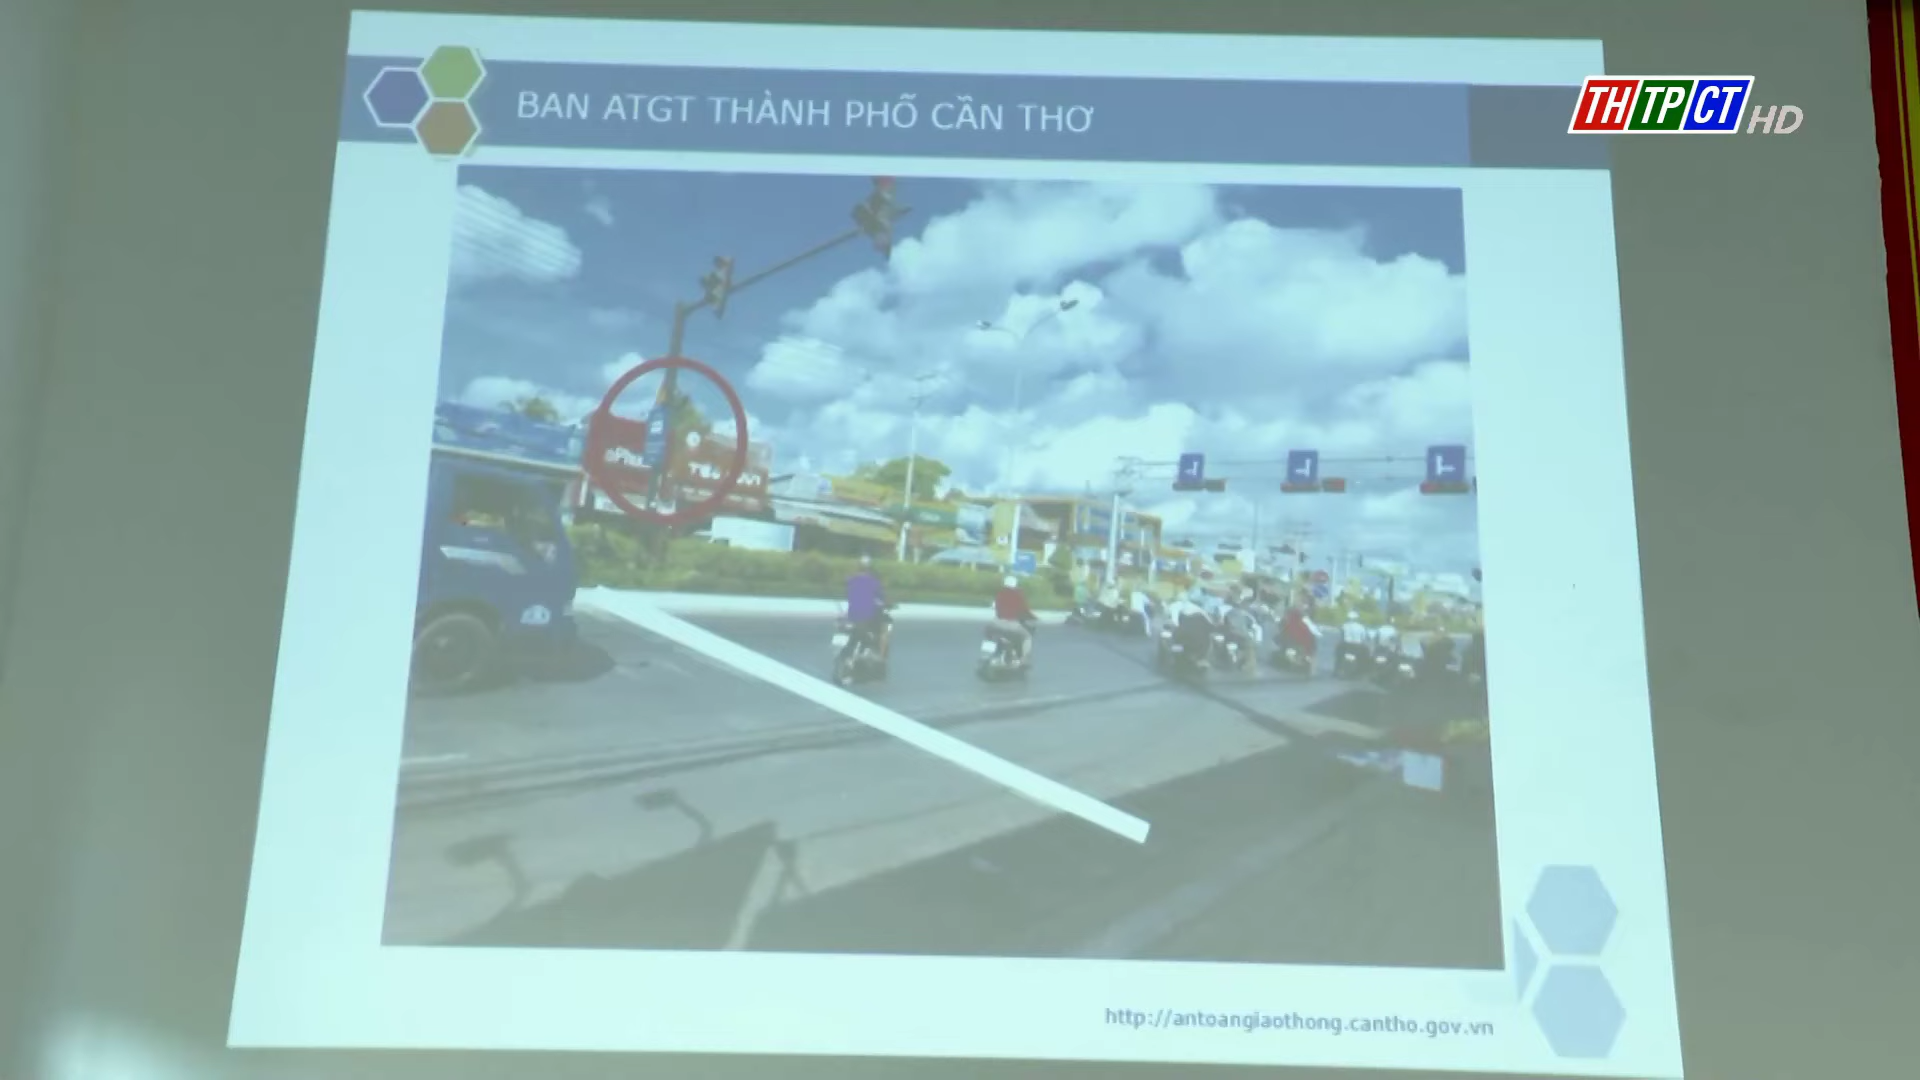 BAN ATGT THÀNH PHỐ CẦN THƠ
THTPCT HD
http://antoangiaothong.cantho.gov.vn